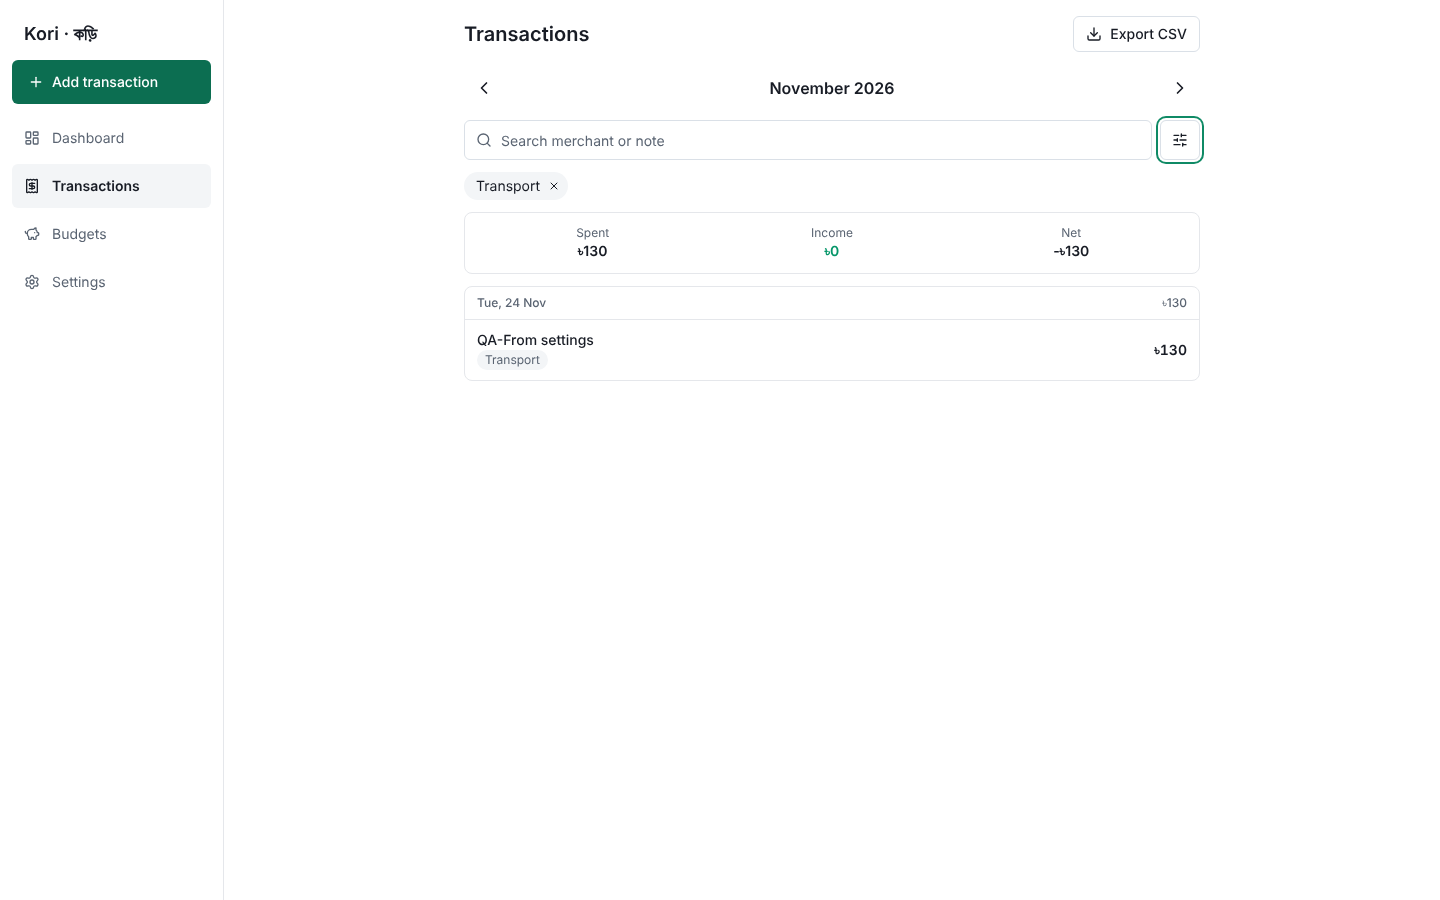 Kori · কড়ি
Add transaction
Dashboard
Transactions
Budgets
Settings
Transactions
Export CSV
November 2026
Search merchant or note
Transport
Spent
৳130
Income
৳0
Net
-৳130
Tue, 24 Nov
৳130
QA-From settings
Transport
৳130